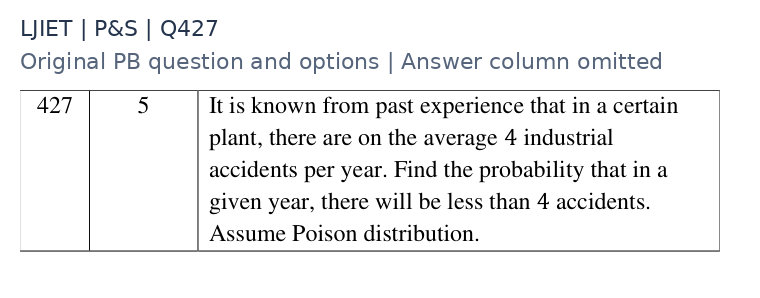 LJIET | P&S | Q427
Original PB question and options | Answer column omitted
427 5 It is known from past experience that in a certain
plant, there are on the average 4 industrial
accidents per year. Find the probability that in a
given year, there will be less than 4 accidents.
Assume Poison distribution.